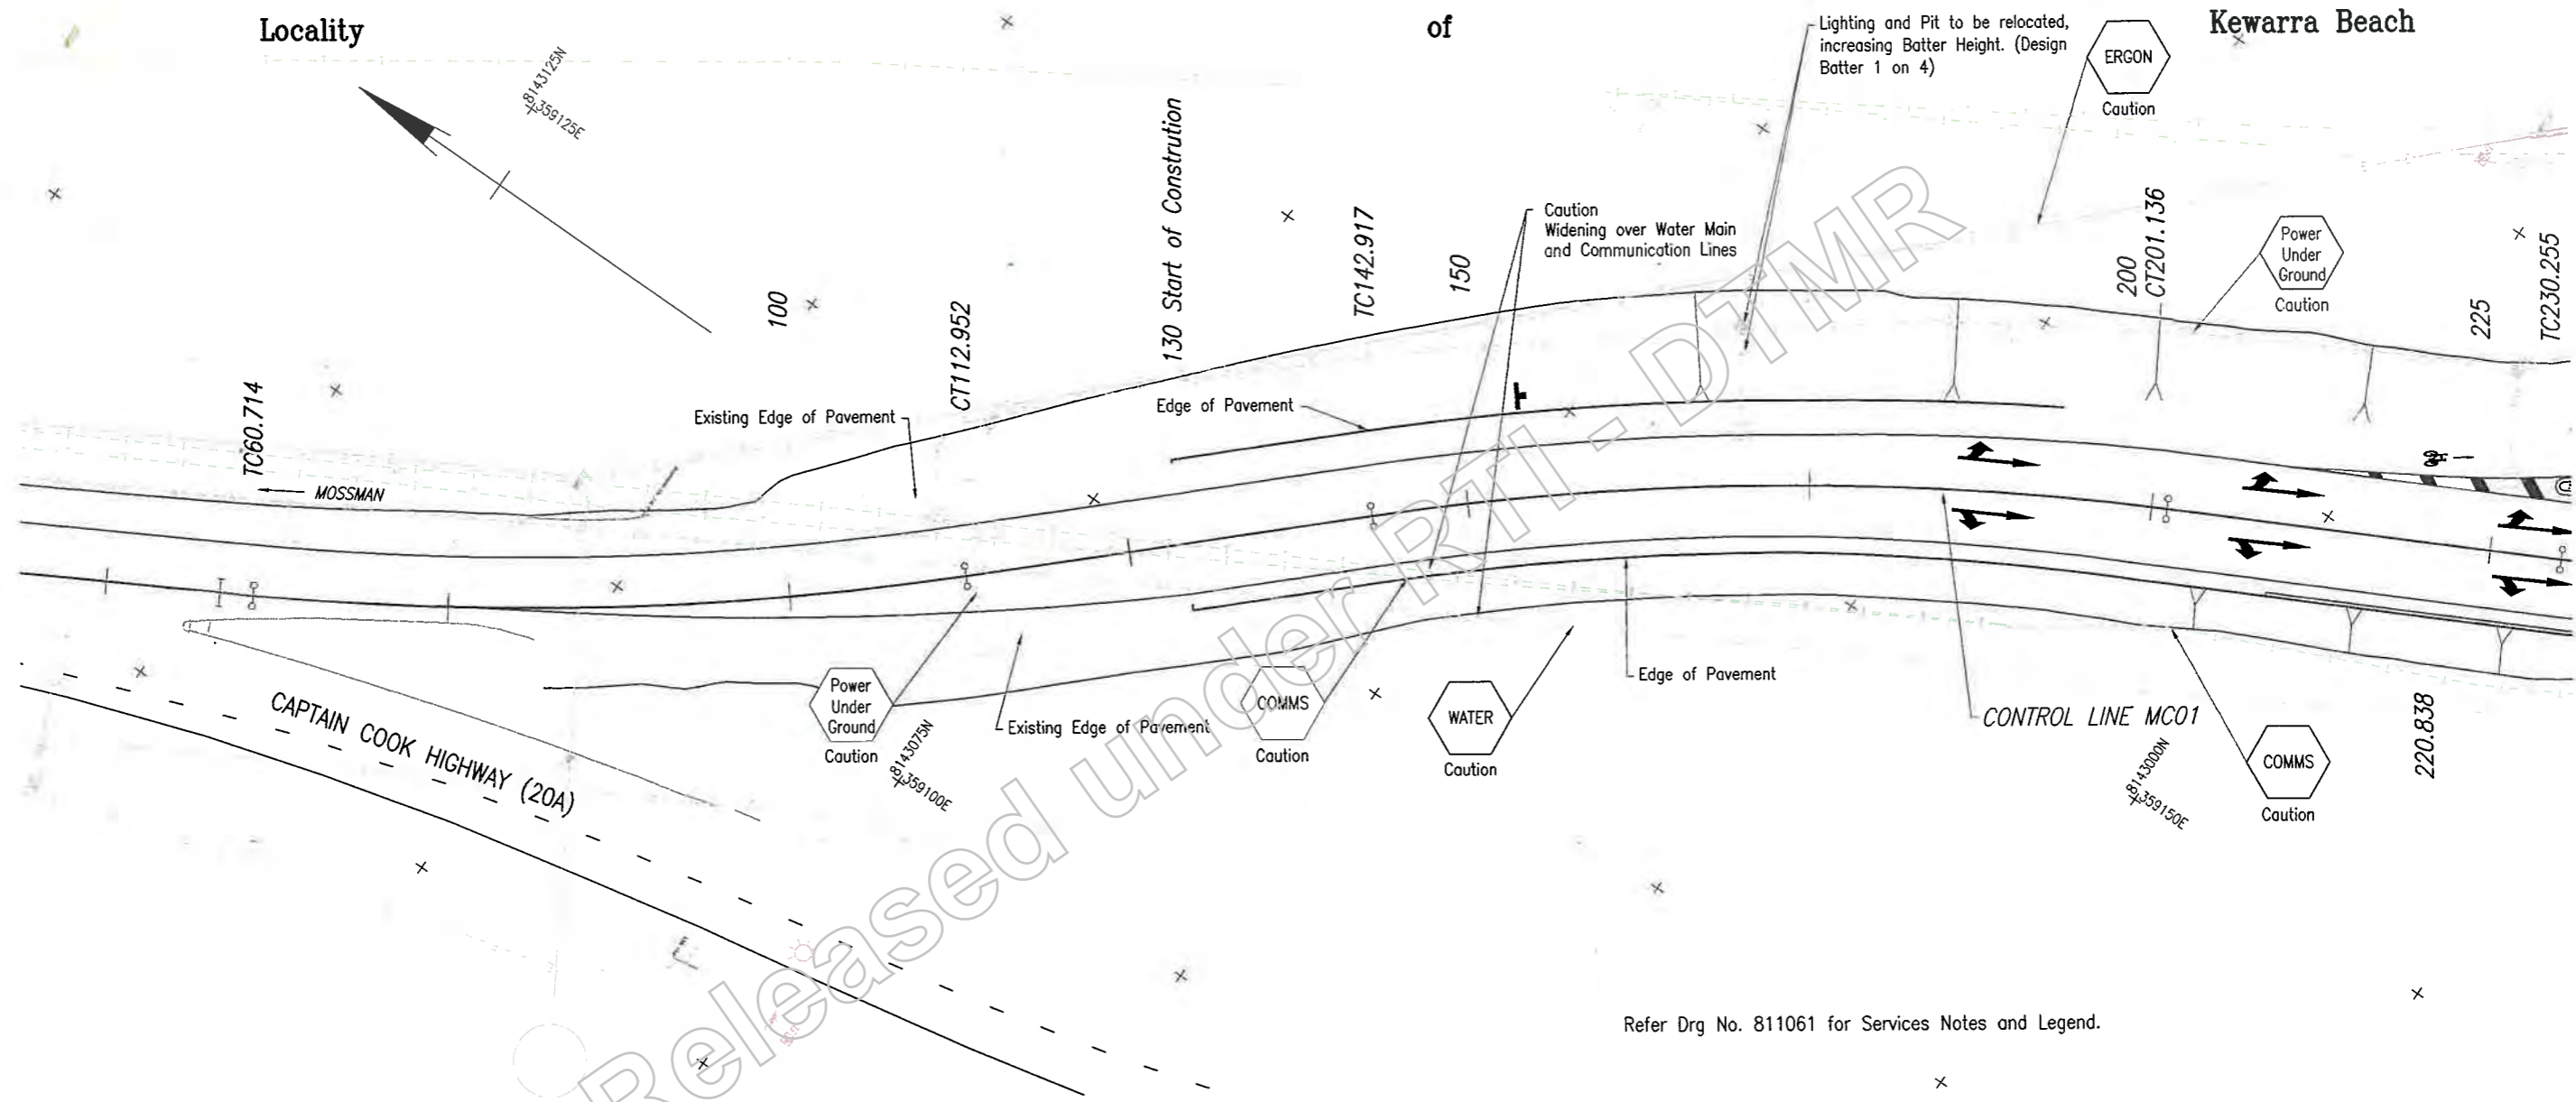 Locality
of
Kewarra Beach
Lighting and Pit to be relocated,
increasing Batter Height. (Design
Batter 1 on 4)
ERGON
Caution
8143125N
359125E
130 Start of Constrution
Caution
Widening over Water Main
and Communication Lines
TC142.917
150
200
CT201.136
Power
Under
Ground
Caution
225
TC230.255
100
CT112.952
TC60.714
Existing Edge of Pavement
Edge of Pavement
MOSSMAN
CAPTAIN COOK HIGHWAY (20A)
Power
Under
Ground
Caution
8143075N
359100E
Existing Edge of Pavement
COMMS
Caution
WATER
Caution
Edge of Pavement
CONTROL LINE MC01
8143000N
359150E
COMMS
Caution
220.838
Released under RTI - DTMR
Refer Drg No. 811061 for Services Notes and Legend.